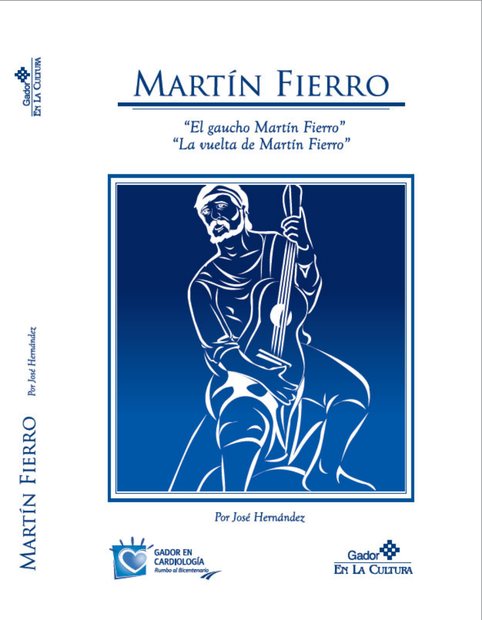 Gador
EN LA CULTURA
Por José Hernández
MARTÍN FIERRO
MARTÍN FIERRO
“El gaucho Martín Fierro”
“La vuelta de Martín Fierro”
Por José Hernández
GADOR EN
CARDIOLOGÍA
Rumbo al Bicentenario
Gador
EN LA CULTURA